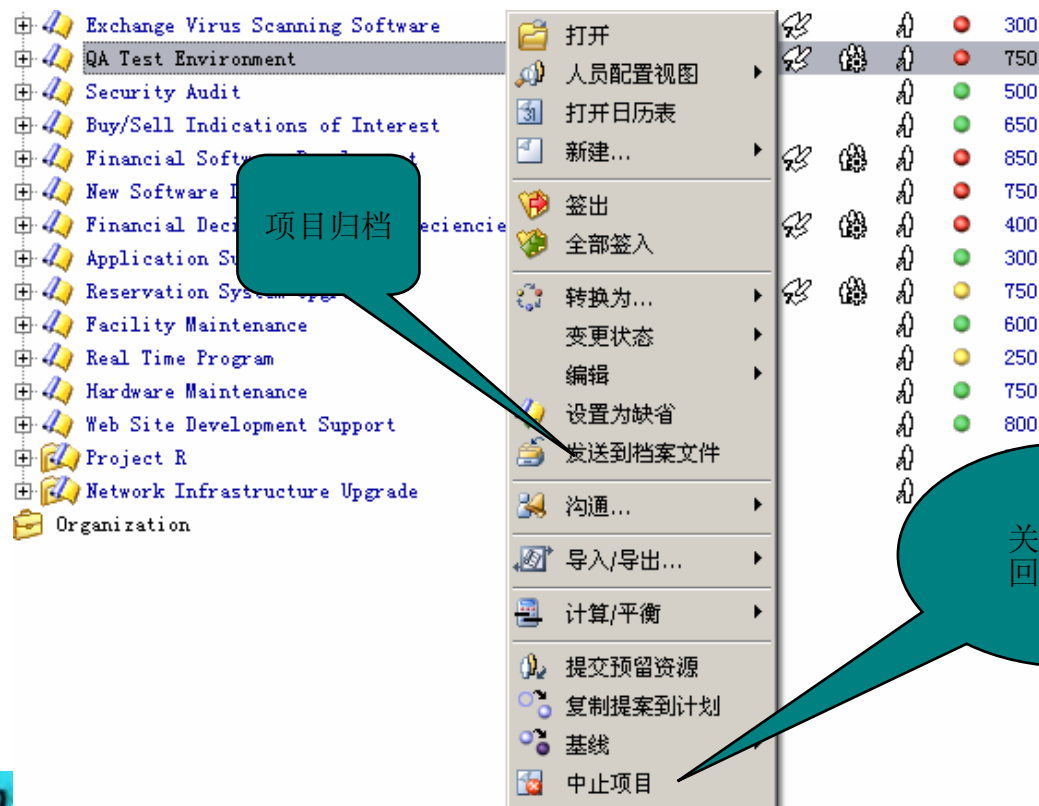 Exchange Virus Scanning Software
300
QA Test Environment
750
Security Audit
500
Buy/Sell Indications of Interest
650
Financial Softw
850
New Software
750
Financial Deci
eciencie
400
Application Su
300
Reservation System Upgr
750
Facility Maintenance
600
Real Time Program
250
Hardware Maintenance
750
Web Site Development Support
800
Project R
Network Infrastructure Upgrade
Organization
项目归档
打开
人员配置视图
打开日历表
31
新建...
签出
全部签入
转换为...
变更状态
编辑
设置为缺省
发送到档案文件
沟通...
导入/导出...
计算/平衡
提交预留资源
复制提案到计划
基线
中止项目
关
回